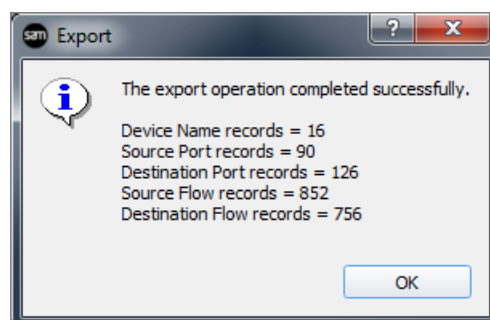 sam Export
? X
The export operation completed successfully.
Device Name records = 16
Source Port records = 90
Destination Port records = 126
Source Flow records = 852
Destination Flow records = 756
OK